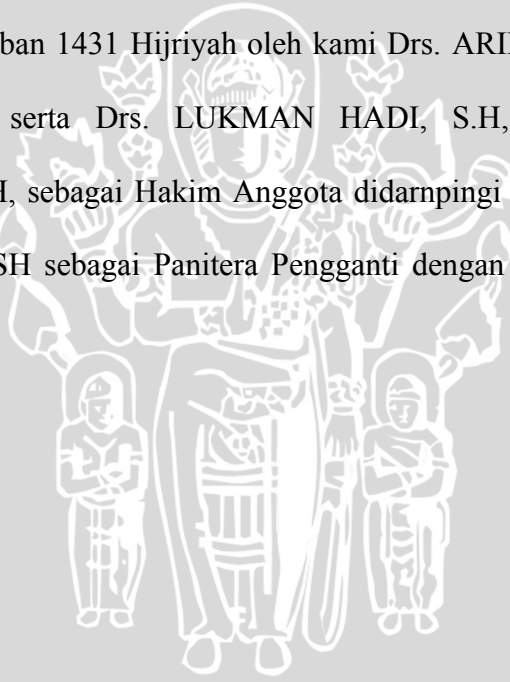 ban 1431 Hijriyah oleh kami Drs. ARI
serta Drs. LUKMAN HADI, S.H,
H, sebagai Hakim Anggota didarnpingi
SH sebagai Panitera Pengganti dengan